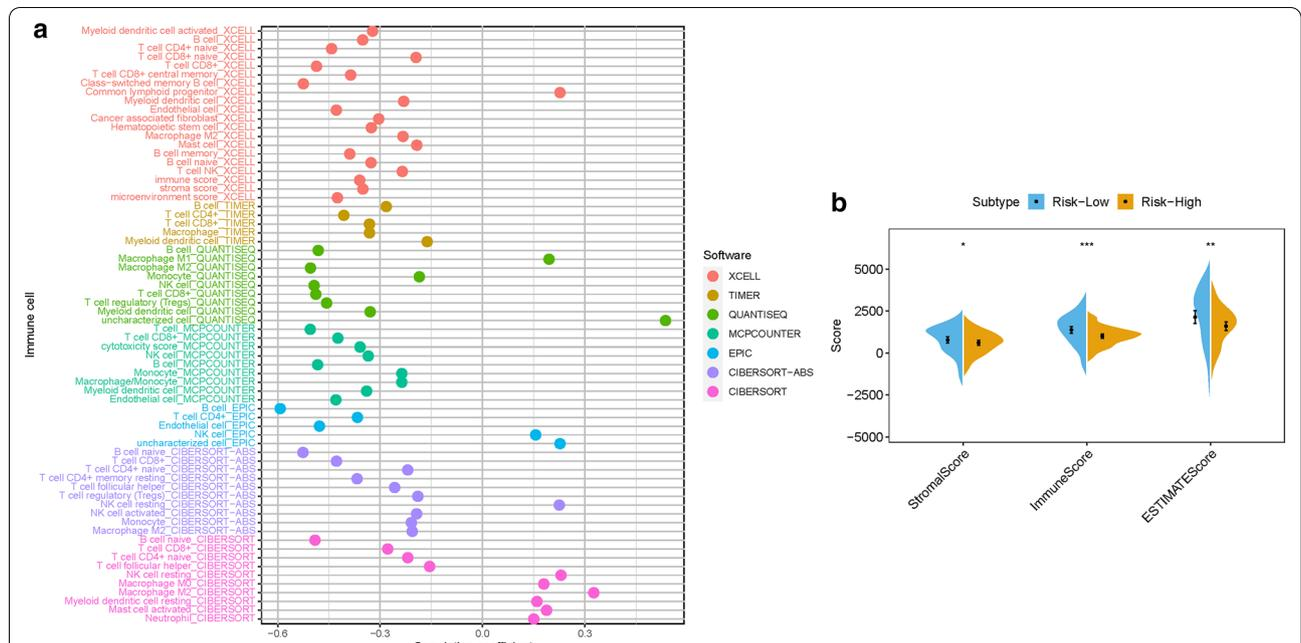 a
Myeloid dendritic cell activated_XCELL
B cell_XCELL
T cell CD4+ naive_XCELL
T cell CD8+ naive_XCELL
T cell CD8+_XCELL
T cell CD8+ central memory_XCELL
Class−switched memory B cell_XCELL
Common lymphoid progenitor_XCELL
Myeloid dendritic cell_XCELL
Endothelial cell_XCELL
Cancer associated fibroblast_XCELL
Hematopoietic stem cell_XCELL
Macrophage M2_XCELL
Mast cell_XCELL
B cell memory_XCELL
B cell naive_XCELL
T cell NK_XCELL
immune score_XCELL
stroma score_XCELL
microenvironment score_XCELL
B cell_TIMER
T cell CD4+_TIMER
T cell CD8+_TIMER
Macrophage_TIMER
Myeloid dendritic cell_TIMER
B cell_QUANTISEQ
Macrophage M1_QUANTISEQ
Macrophage M2_QUANTISEQ
Monocyte_QUANTISEQ
NK cell_QUANTISEQ
T cell CD8+_QUANTISEQ
T cell regulatory (Tregs)_QUANTISEQ
Myeloid dendritic cell_QUANTISEQ
uncharacterized cell_QUANTISEQ
T cell_MCPCOUNTER
T cell CD8+_MCPCOUNTER
cytotoxicity score_MCPCOUNTER
NK cell_MCPCOUNTER
B cell_MCPCOUNTER
Monocyte_MCPCOUNTER
Macrophage/Monocyte_MCPCOUNTER
Myeloid dendritic cell_MCPCOUNTER
Endothelial cell_MCPCOUNTER
B cell_EPIC
T cell CD4+_EPIC
Endothelial cell_EPIC
NK cell_EPIC
uncharacterized cell_EPIC
B cell naive_CIBERSORT−ABS
T cell CD8+_CIBERSORT−ABS
T cell CD4+ naive_CIBERSORT−ABS
T cell CD4+ memory resting_CIBERSORT−ABS
T cell follicular helper_CIBERSORT−ABS
T cell regulatory (Tregs)_CIBERSORT−ABS
NK cell resting_CIBERSORT−ABS
NK cell activated_CIBERSORT−ABS
Monocyte_CIBERSORT−ABS
Macrophage M2_CIBERSORT−ABS
B cell naive_CIBERSORT
T cell CD8+_CIBERSORT
T cell CD4+ naive_CIBERSORT
T cell follicular helper_CIBERSORT
NK cell resting_CIBERSORT
Macrophage M0_CIBERSORT
Macrophage M2_CIBERSORT
Myeloid dendritic cell resting_CIBERSORT
Mast cell activated_CIBERSORT
Neutrophil_CIBERSORT
Immune cell
−0.6 −0.3 0.0 0.3
Software
XCELL
TIMER
QUANTISEQ
MCPCOUNTER
EPIC
CIBERSORT−ABS
CIBERSORT
b
Subtype Risk−Low Risk−High
* *** **
5000
2500
0
−2500
−5000
Score
StromalScore
ImmuneScore
ESTIMATEScore